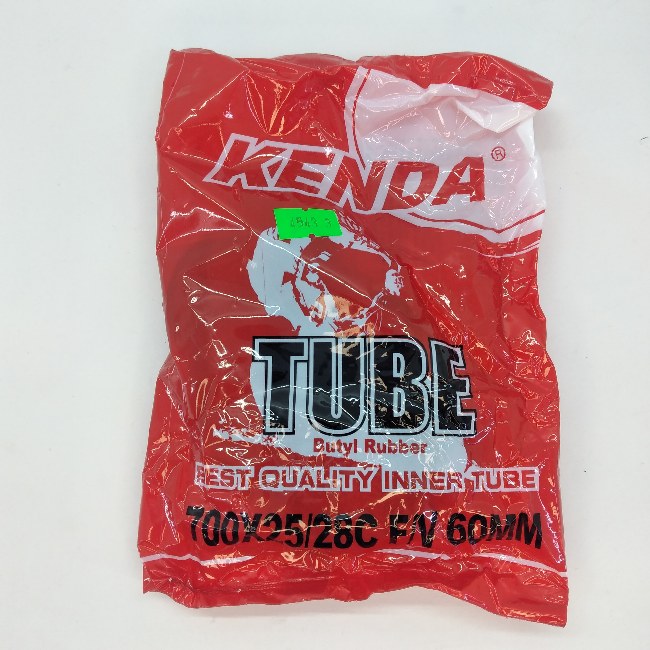 KENDA®
TUBE
Butyl Rubber
BEST QUALITY INNER TUBE
700X25/28C F/V 60MM